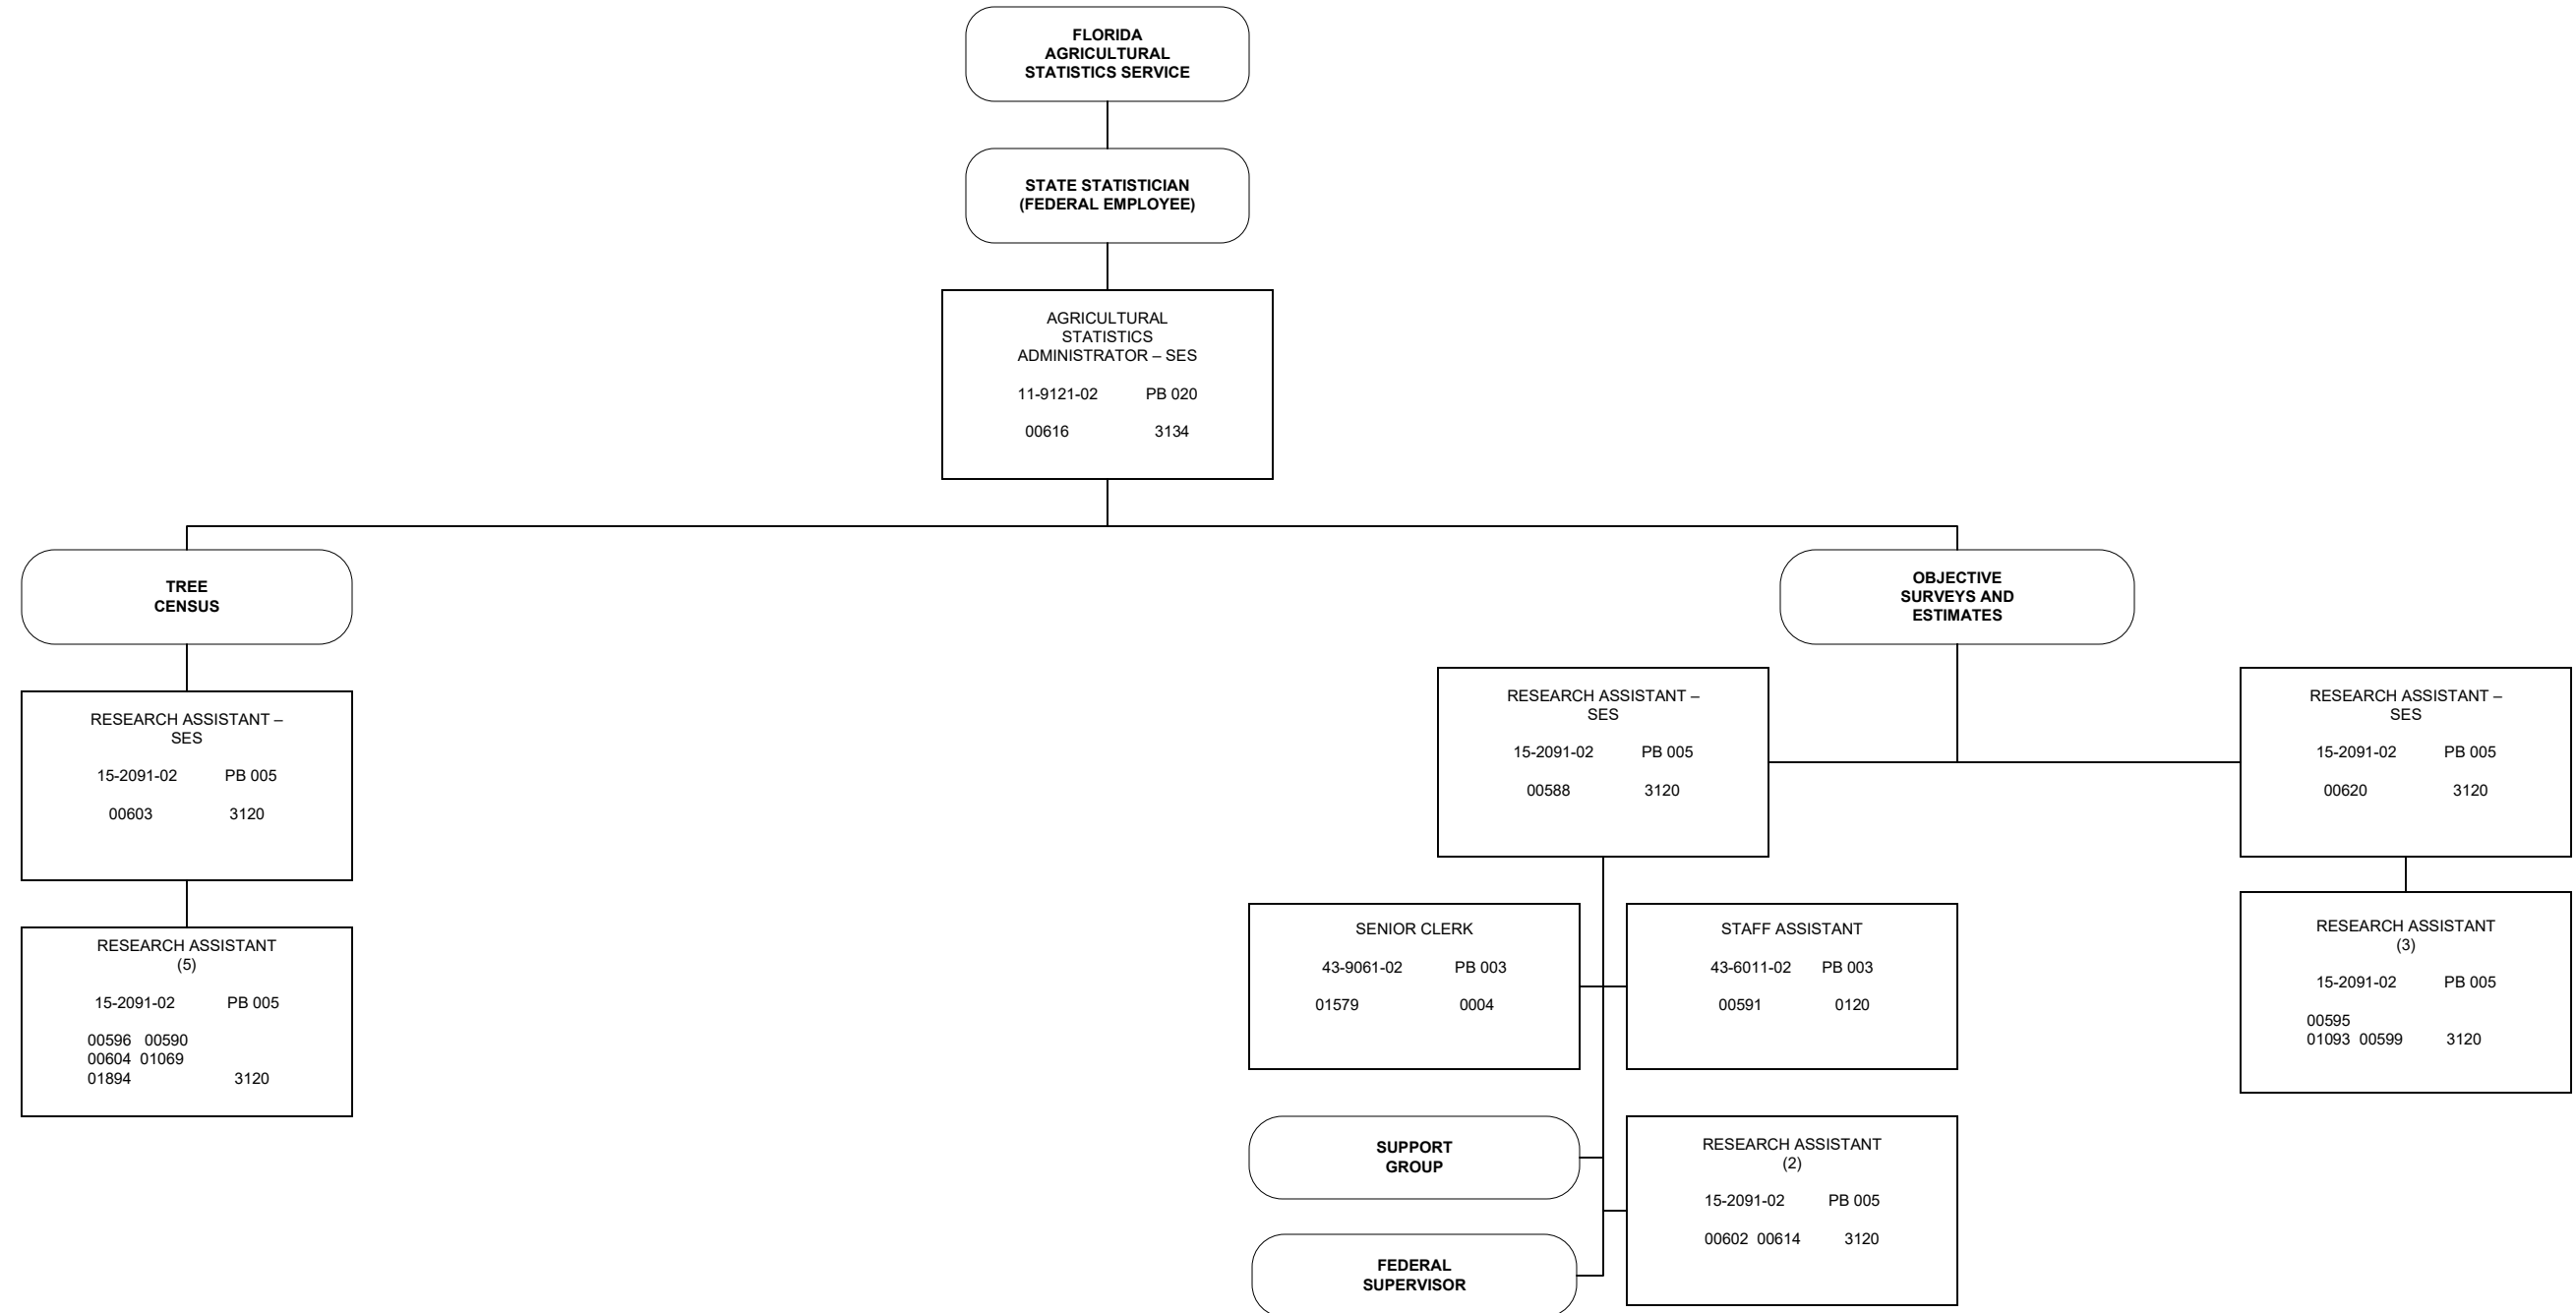 FLORIDA
AGRICULTURAL
STATISTICS SERVICE
STATE STATISTICIAN
(FEDERAL EMPLOYEE)
AGRICULTURAL
STATISTICS
ADMINISTRATOR – SES
11-9121-02 PB 020
00616 3134
TREE
CENSUS
RESEARCH ASSISTANT –
SES
15-2091-02 PB 005
00603 3120
RESEARCH ASSISTANT
(5)
15-2091-02 PB 005
00596 00590
00604 01069
01894 3120
OBJECTIVE
SURVEYS AND
ESTIMATES
RESEARCH ASSISTANT –
SES
15-2091-02 PB 005
00588 3120
SENIOR CLERK
43-9061-02 PB 003
01579 0004
STAFF ASSISTANT
43-6011-02 PB 003
00591 0120
SUPPORT
GROUP
RESEARCH ASSISTANT
(2)
15-2091-02 PB 005
00602 00614 3120
FEDERAL
SUPERVISOR
RESEARCH ASSISTANT –
SES
15-2091-02 PB 005
00620 3120
RESEARCH ASSISTANT
(3)
15-2091-02 PB 005
00595
01093 00599 3120